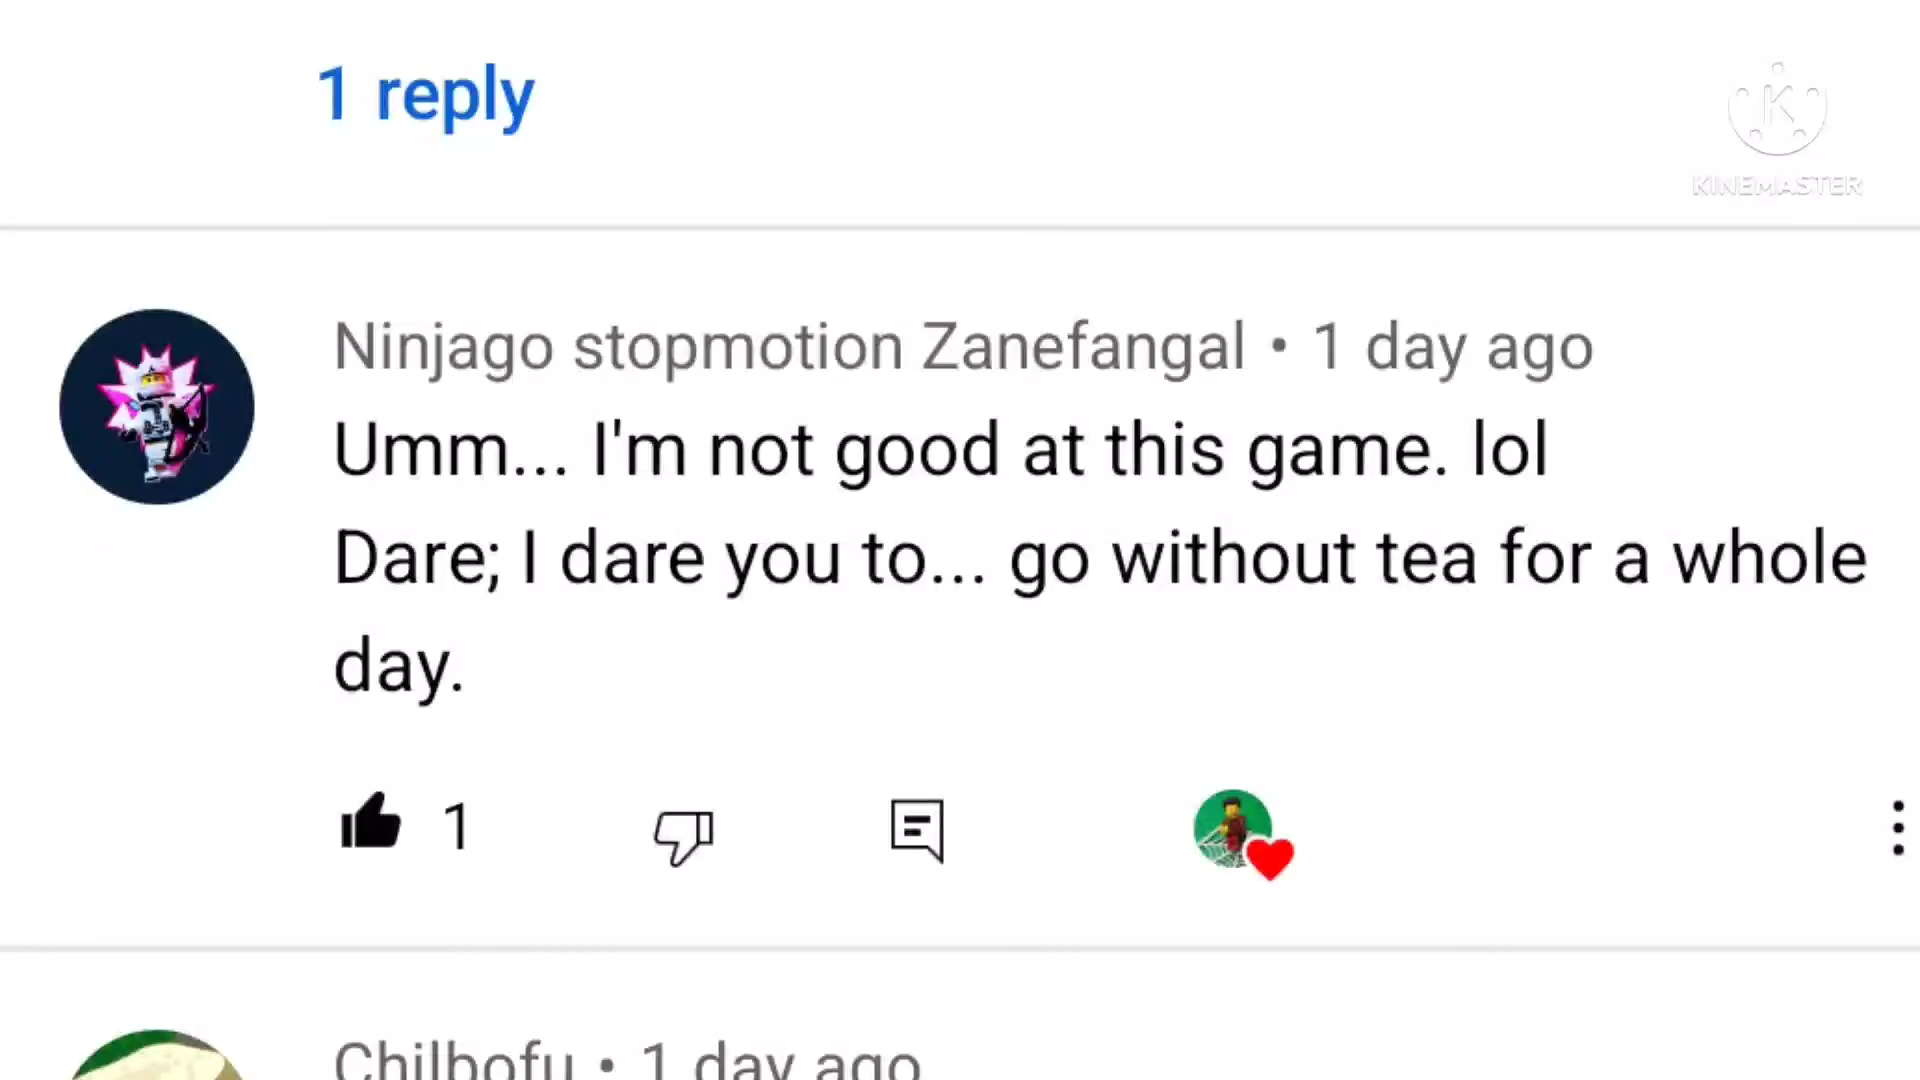 1 reply
K
KINEMASTER
Ninjago stopmotion Zanefangal • 1 day ago
Umm... I'm not good at this game. lol
Dare; I dare you to... go without tea for a whole
day.
1
Chilbofu • 1 day ago